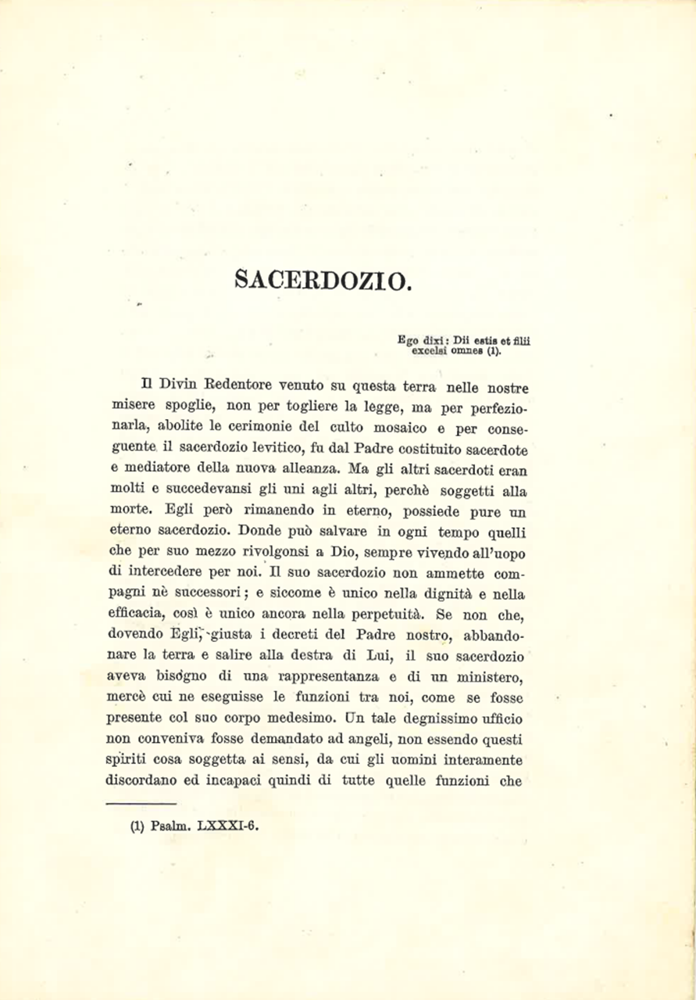 SACERDOZIO.
Ego dixi: Dii estis et filii
excelsi omnes (1).
Il Divin Redentore venuto su questa terra nelle nostre
misere spoglie, non per togliere la legge, ma per perfezio-
narla, abolite le cerimonie del culto mosaico e per conse-
guente il sacerdozio levitico, fu dal Padre costituito sacerdote
e mediatore della nuova alleanza. Ma gli altri sacerdoti eran
molti e succedevansi gli uni agli altri, perchè soggetti alla
morte. Egli però rimanendo in eterno, possiede pure un
eterno sacerdozio. Donde può salvare in ogni tempo quelli
che per suo mezzo rivolgonsi a Dio, sempre vivendo all'uopo
di intercedere per noi. Il suo sacerdozio non ammette com-
pagni nè successori; e siccome è unico nella dignità e nella
efficacia, così è unico ancora nella perpetuità. Se non che,
dovendo Egli, giusta i decreti del Padre nostro, abbando-
nare la terra e salire alla destra di Lui, il suo sacerdozio
aveva bisogno di una rappresentanza e di un ministero,
mercè cui ne eseguisse le funzioni tra noi, come se fosse
presente col suo corpo medesimo. Un tale degnissimo ufficio
non conveniva fosse demandato ad angeli, non essendo questi
spiriti cosa soggetta ai sensi, da cui gli uomini interamente
discordano ed incapaci quindi di tutte quelle funzioni che
(1) Psalm. LXXXI-6.